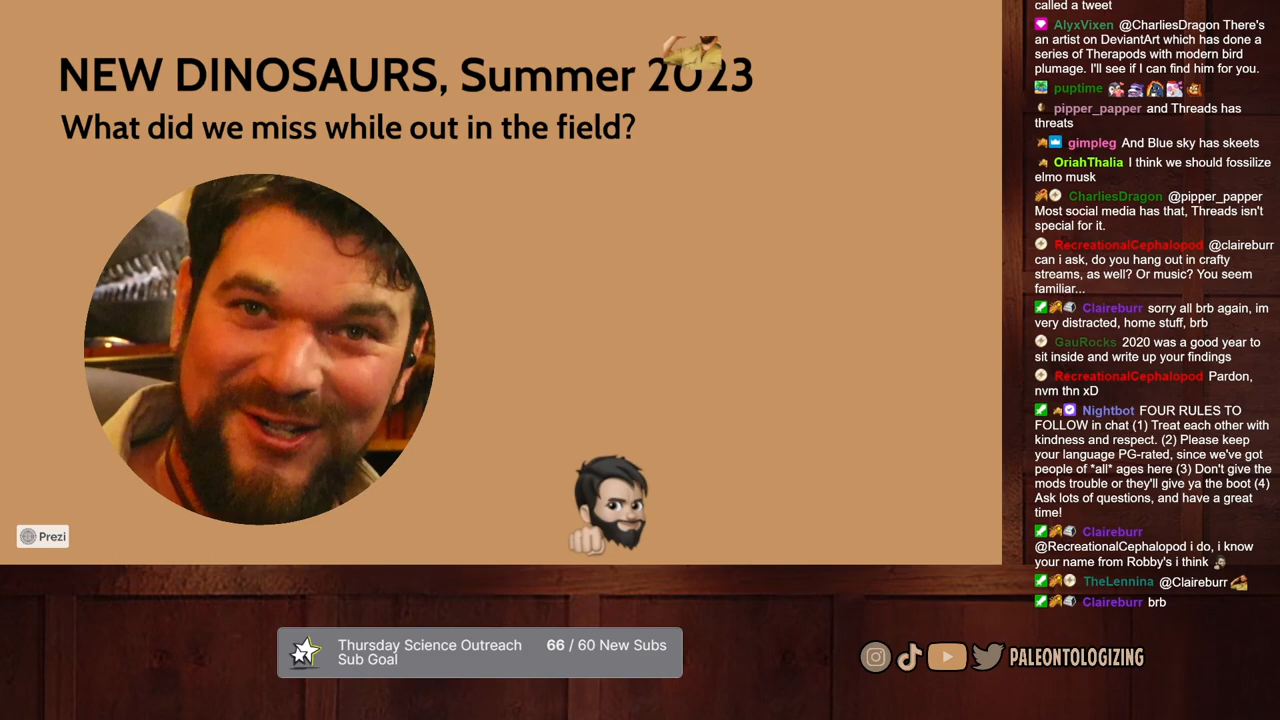 NEW DINOSAURS, Summer 2023
What did we miss while out in the field?
Prezi
Thursday Science Outreach
Sub Goal
66 / 60 New Subs
PALEONTOLOGIZING
called a tweet
AlyxVixen @CharliesDragon There's
an artist on DeviantArt which has done a
series of Therapods with modern bird
plumage. I'll see if I can find him for you.
puptime
pipper_papper and Threads has
threats
gimpleg And Blue sky has skeets
OriahThalia I think we should fossilize
elmo musk
CharliesDragon @pipper_papper
Most social media has that, Threads isn't
special for it.
RecreationalCephalopod @claireburr
can i ask, do you hang out in crafty
streams, as well? Or music? You seem
familiar...
Claireburr sorry all brb again, im
very distracted, home stuff, brb
GauRocks 2020 was a good year to
sit inside and write up your findings
RecreationalCephalopod Pardon,
nvm thn xD
Nightbot FOUR RULES TO
FOLLOW in chat (1) Treat each other with
kindness and respect. (2) Please keep
your language PG-rated, since we've got
people of *all* ages here (3) Don't give the
mods trouble or they'll give ya the boot (4)
Ask lots of questions, and have a great
time!
Claireburr
@RecreationalCephalopod i do, i know
your name from Robby's i think
TheLennina @Claireburr
Claireburr brb